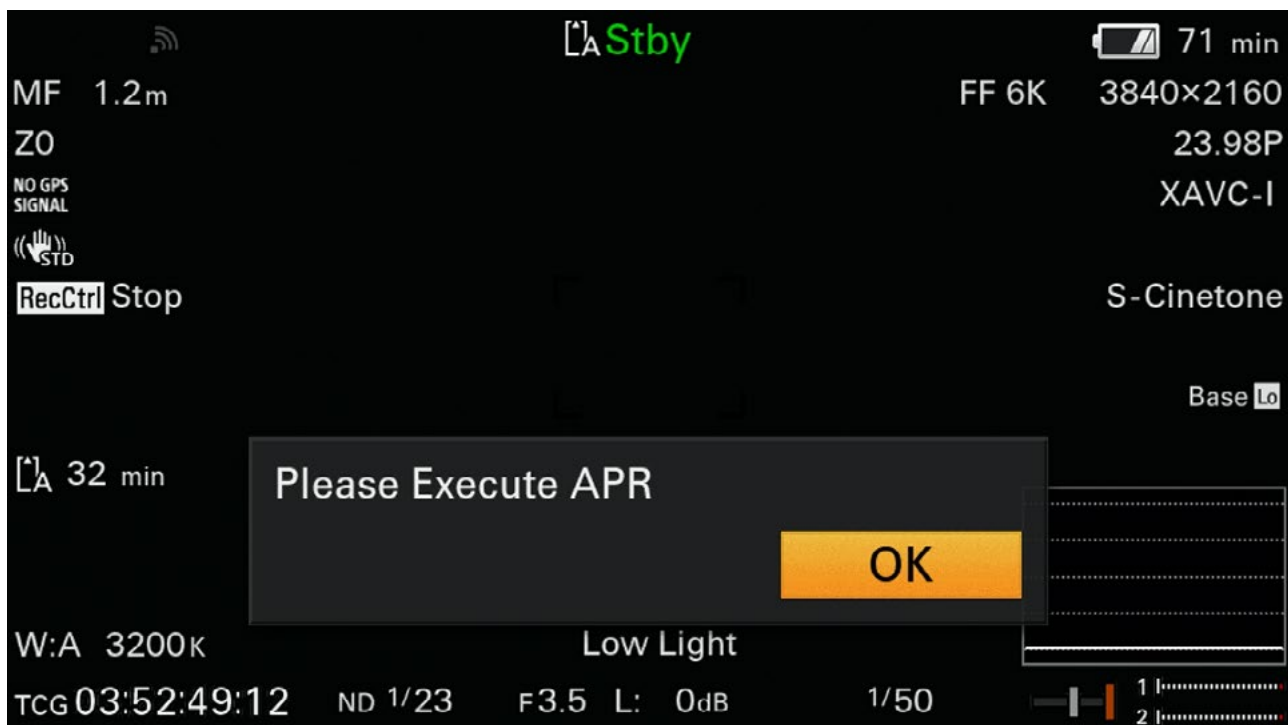 A Stby
71 min
MF 1.2m
FF 6K 3840×2160
Z0
23.98P
NO GPS
SIGNAL
XAVC-I
STD
RecCtrl Stop
S-Cinetone
Base Lo
A 32 min
Please Execute APR
OK
W:A 3200K
Low Light
TCG 03:52:49:12 ND 1/23 F3.5 L: 0dB 1/50
1
2